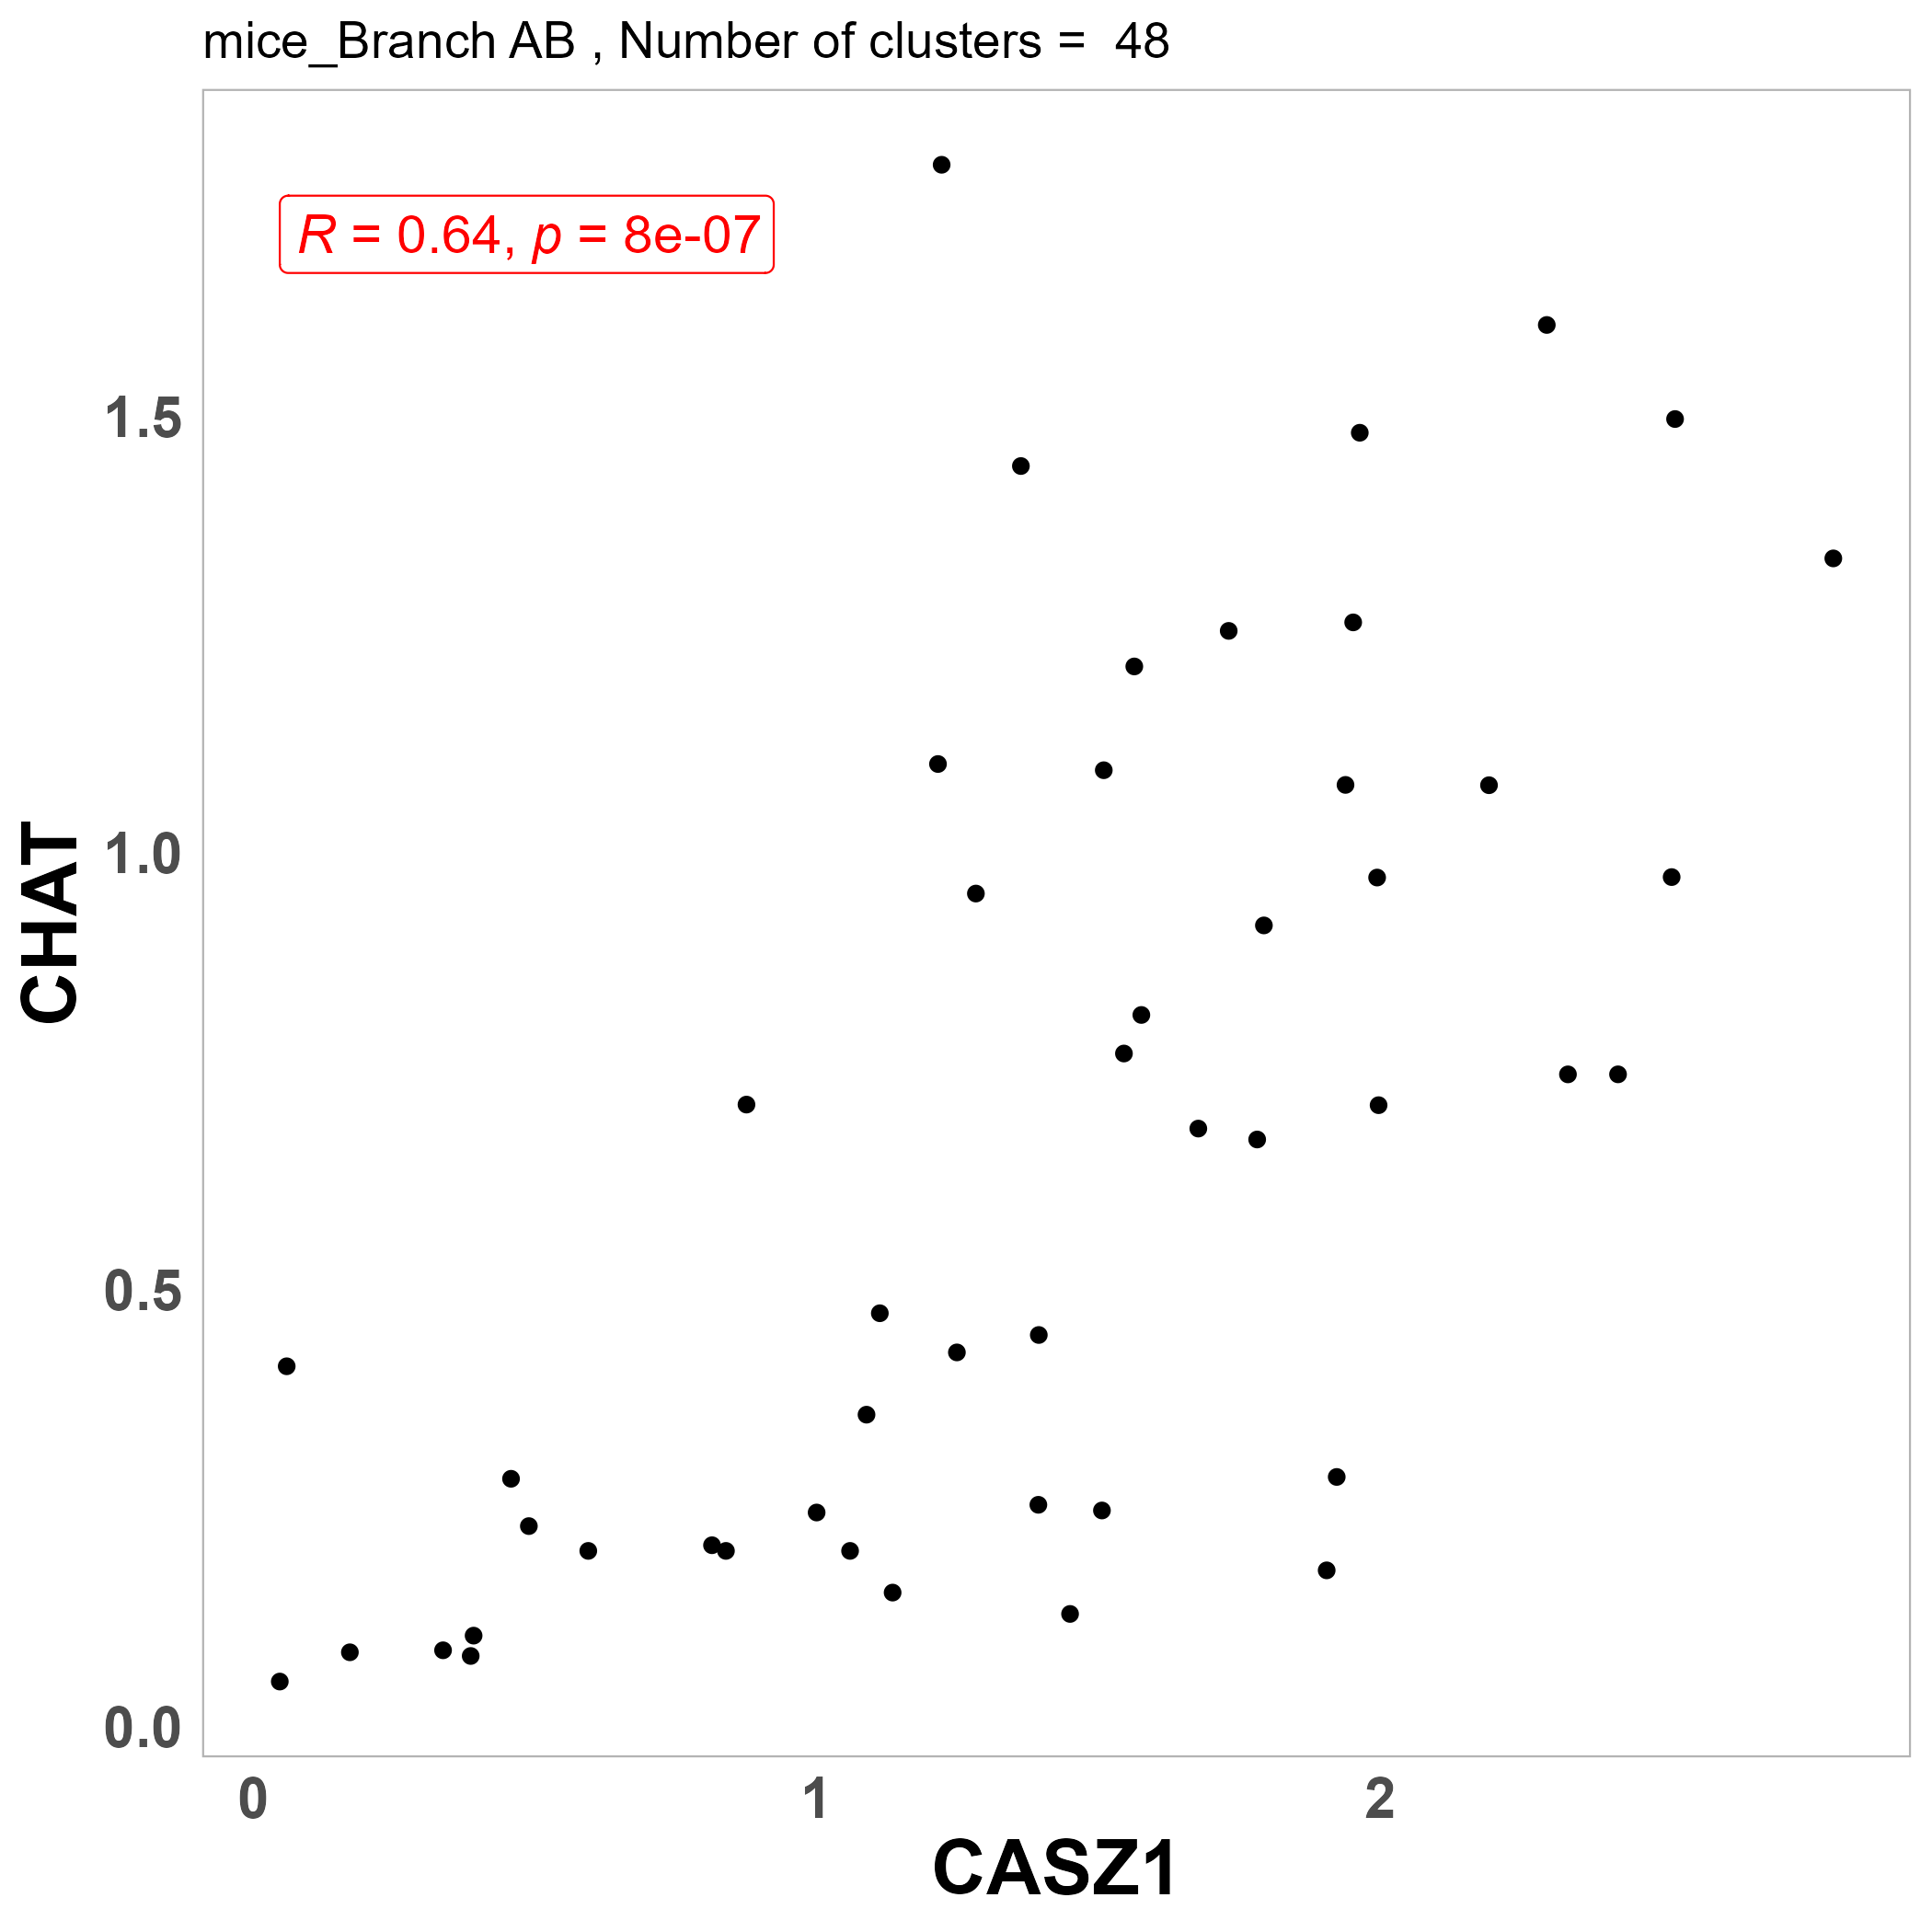 mice_Branch AB , Number of clusters =  48
R = 0.64, p = 8e-07
1.5
1.0
0.5
0.0
CHAT
0 1 2
CASZ1